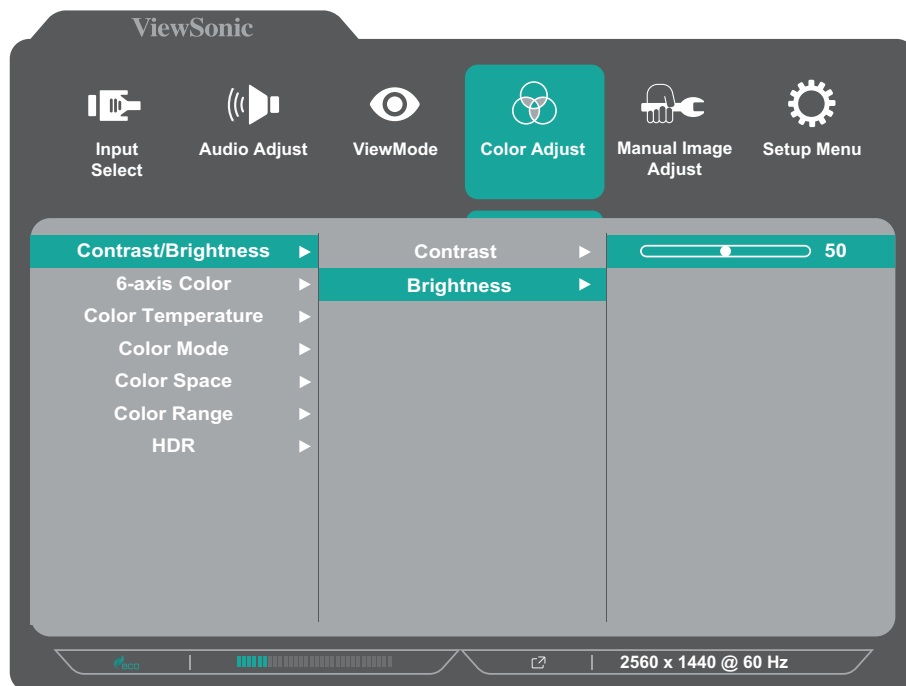 ViewSonic
Input
Select
Audio Adjust
ViewMode
Color Adjust
Manual Image
Adjust
Setup Menu
Contrast/Brightness
6-axis Color
Color Temperature
Color Mode
Color Space
Color Range
HDR
Contrast
Brightness
50
eco
2560 x 1440 @ 60 Hz